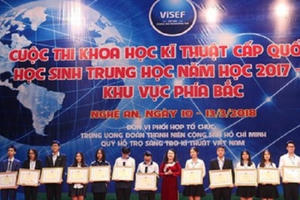 ViSEF
CUỘC THI KHOA HỌC KĨ THUẬT CẤP QUỐ
HỌC SINH TRUNG HỌC NĂM HỌC 2017
KHU VỰC PHÍA BẮC
NGHỆ AN, NGÀY 10 - 13/3/2018
ĐƠN VỊ PHỐI HỢP TỔ CHỨC:
TRUNG ƯƠNG ĐOÀN THANH NIÊN CỘNG SẢN HỒ CHÍ MINH
QUỸ HỖ TRỢ SÁNG TẠO KĨ THUẬT VIỆT NAM